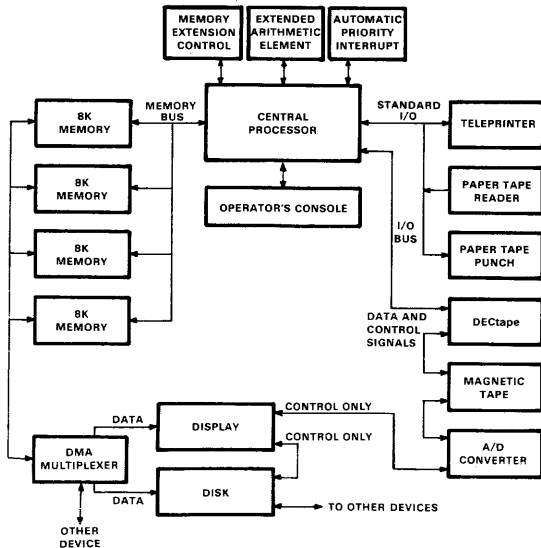 MEMORY
EXTENSION
CONTROL
EXTENDED
ARITHMETIC
ELEMENT
AUTOMATIC
PRIORITY
INTERRUPT
8K
MEMORY
MEMORY
BUS
CENTRAL
PROCESSOR
STANDARD
I/O
TELEPRINTER
8K
MEMORY
OPERATOR'S CONSOLE
PAPER TAPE
READER
8K
MEMORY
I/O
BUS
PAPER TAPE
PUNCH
8K
MEMORY
DATA AND
CONTROL
SIGNALS
DECtape
MAGNETIC
TAPE
DMA
MULTIPLEXER
DATA
DISPLAY
CONTROL ONLY
CONTROL ONLY
A/D
CONVERTER
DATA
DISK
TO OTHER DEVICES
OTHER
DEVICE